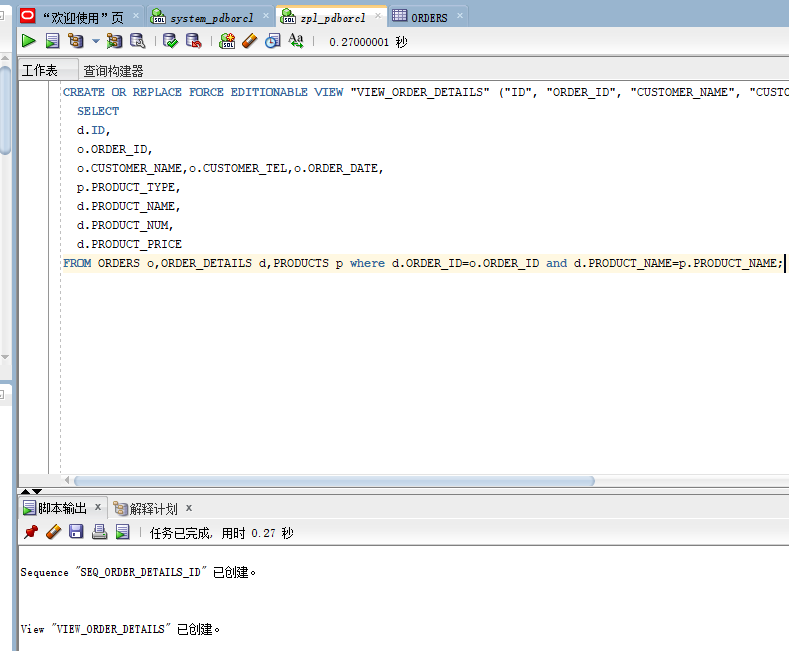 “欢迎使用”页
system_pdborcl
zpl_pdborcl
ORDERS
0.27000001 秒
工作表
查询构建器
CREATE OR REPLACE FORCE EDITIONABLE VIEW "VIEW_ORDER_DETAILS" ("ID", "ORDER_ID", "CUSTOMER_NAME", "CUSTO
SELECT
d.ID,
o.ORDER_ID,
o.CUSTOMER_NAME,o.CUSTOMER_TEL,o.ORDER_DATE,
p.PRODUCT_TYPE,
d.PRODUCT_NAME,
d.PRODUCT_NUM,
d.PRODUCT_PRICE
FROM ORDERS o,ORDER_DETAILS d,PRODUCTS p where d.ORDER_ID=o.ORDER_ID and d.PRODUCT_NAME=p.PRODUCT_NAME;
脚本输出
解释计划
任务已完成, 用时 0.27 秒
Sequence "SEQ_ORDER_DETAILS_ID" 已创建。
View "VIEW_ORDER_DETAILS" 已创建。